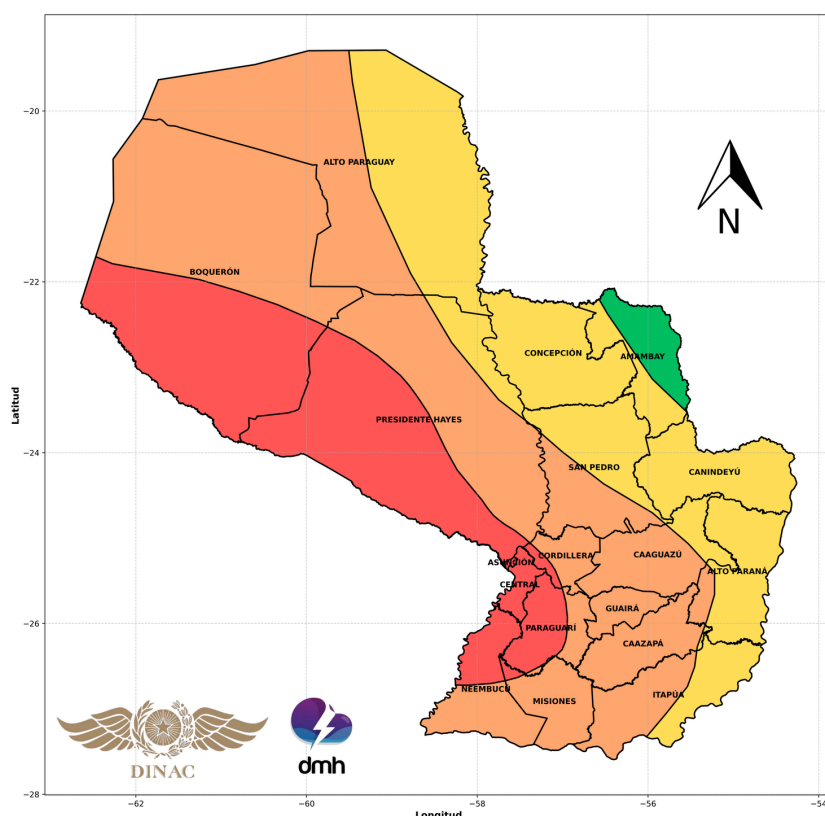 −20
−22
−24
−26
−28
Latitud
ALTO PARAGUAY
N
BOQUERÓN
CONCEPCIÓN
AMAMBAY
PRESIDENTE HAYES
SAN PEDRO
CANINDEYÚ
CORDILLERA
CAAGUAZÚ
ASUNCIÓN
ALTO PARANÁ
CENTRAL
GUAIRÁ
PARAGUARÍ
CAAZAPÁ
ÑEEMBUCÚ
MISIONES
ITAPÚA
DINAC
dmh
−62
−60
−58
−56
−54
Longitud